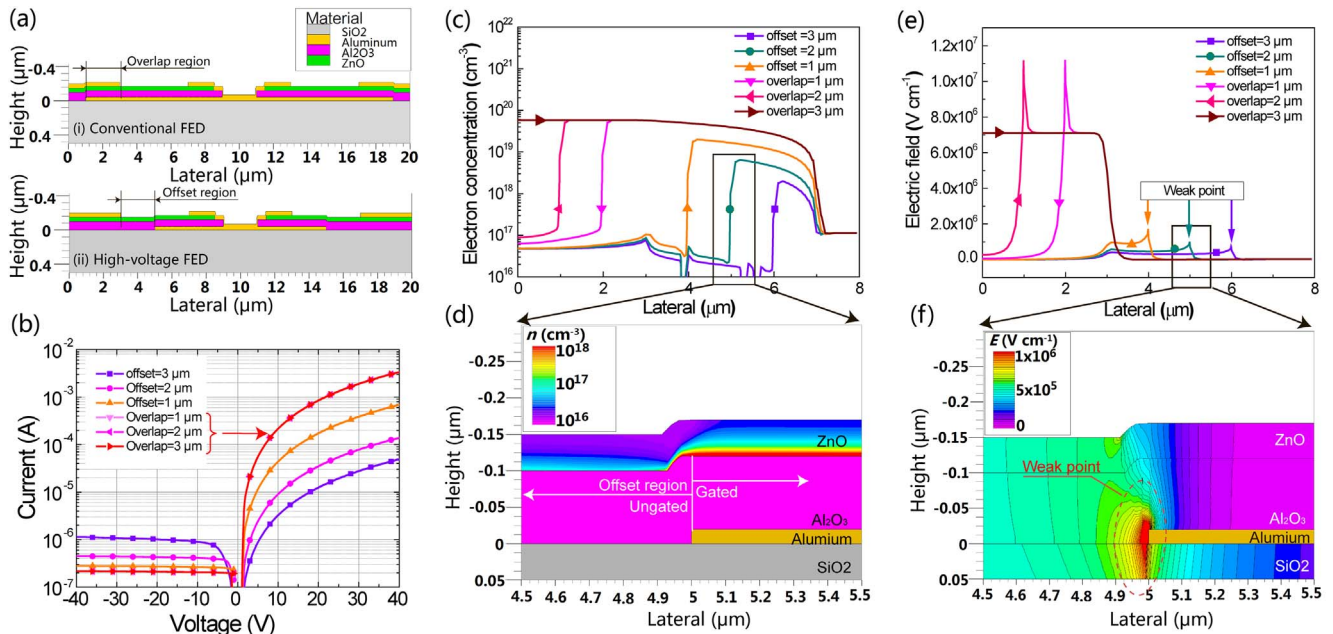 (a)
Material
SiO2
Aluminum
Al2O3
ZnO
Overlap region
Height (μm)
-0.4
0
0.4
(i) Conventional FED
0 2 4 6 8 10 12 14 16 18 20
Lateral (μm)
Offset region
-0.4
0
0.4
(ii) High-voltage FED
0 2 4 6 8 10 12 14 16 18 20
Lateral (μm)
(b)
Current (A)
10⁻²
10⁻³
10⁻⁴
10⁻⁵
10⁻⁶
10⁻⁷
offset=3 μm
Offset=2 μm
Offset=1 μm
Overlap=1 μm
Overlap=2 μm
Overlap=3 μm
-40 -30 -20 -10 0 10 20 30 40
Voltage (V)
(c)
Electron concentration (cm⁻³)
10²²
10²¹
10²⁰
10¹⁹
10¹⁸
10¹⁷
10¹⁶
offset =3 μm
offset =2 μm
offset =1 μm
overlap=1 μm
overlap=2 μm
overlap=3 μm
0 2 4 6 8
Lateral (μm)
(d)
n (cm⁻³)
10¹⁸
10¹⁷
10¹⁶
Height (μm)
-0.25
-0.2
-0.15
-0.1
-0.05
0
0.05
ZnO
Offset region
Gated
Ungated
Al₂O₃
Alumium
SiO2
4.5 4.6 4.7 4.8 4.9 5 5.1 5.2 5.3 5.4 5.5
Lateral (μm)
(e)
Electric field (V cm⁻¹)
1.2x10⁷
1.0x10⁷
8.0x10⁶
6.0x10⁶
4.0x10⁶
2.0x10⁶
0.0
offset=3 μm
offset=2 μm
offset=1 μm
overlap=1 μm
overlap=2 μm
overlap=3 μm
Weak point
0 2 4 6 8
Lateral (μm)
(f)
E (V cm⁻¹)
1x10⁶
5x10⁵
0
Height (μm)
-0.25
-0.2
-0.15
-0.1
-0.05
0
0.05
ZnO
Weak point
Al₂O₃
Alumium
SiO2
4.5 4.6 4.7 4.8 4.9 5 5.1 5.2 5.3 5.4 5.5
Lateral (μm)